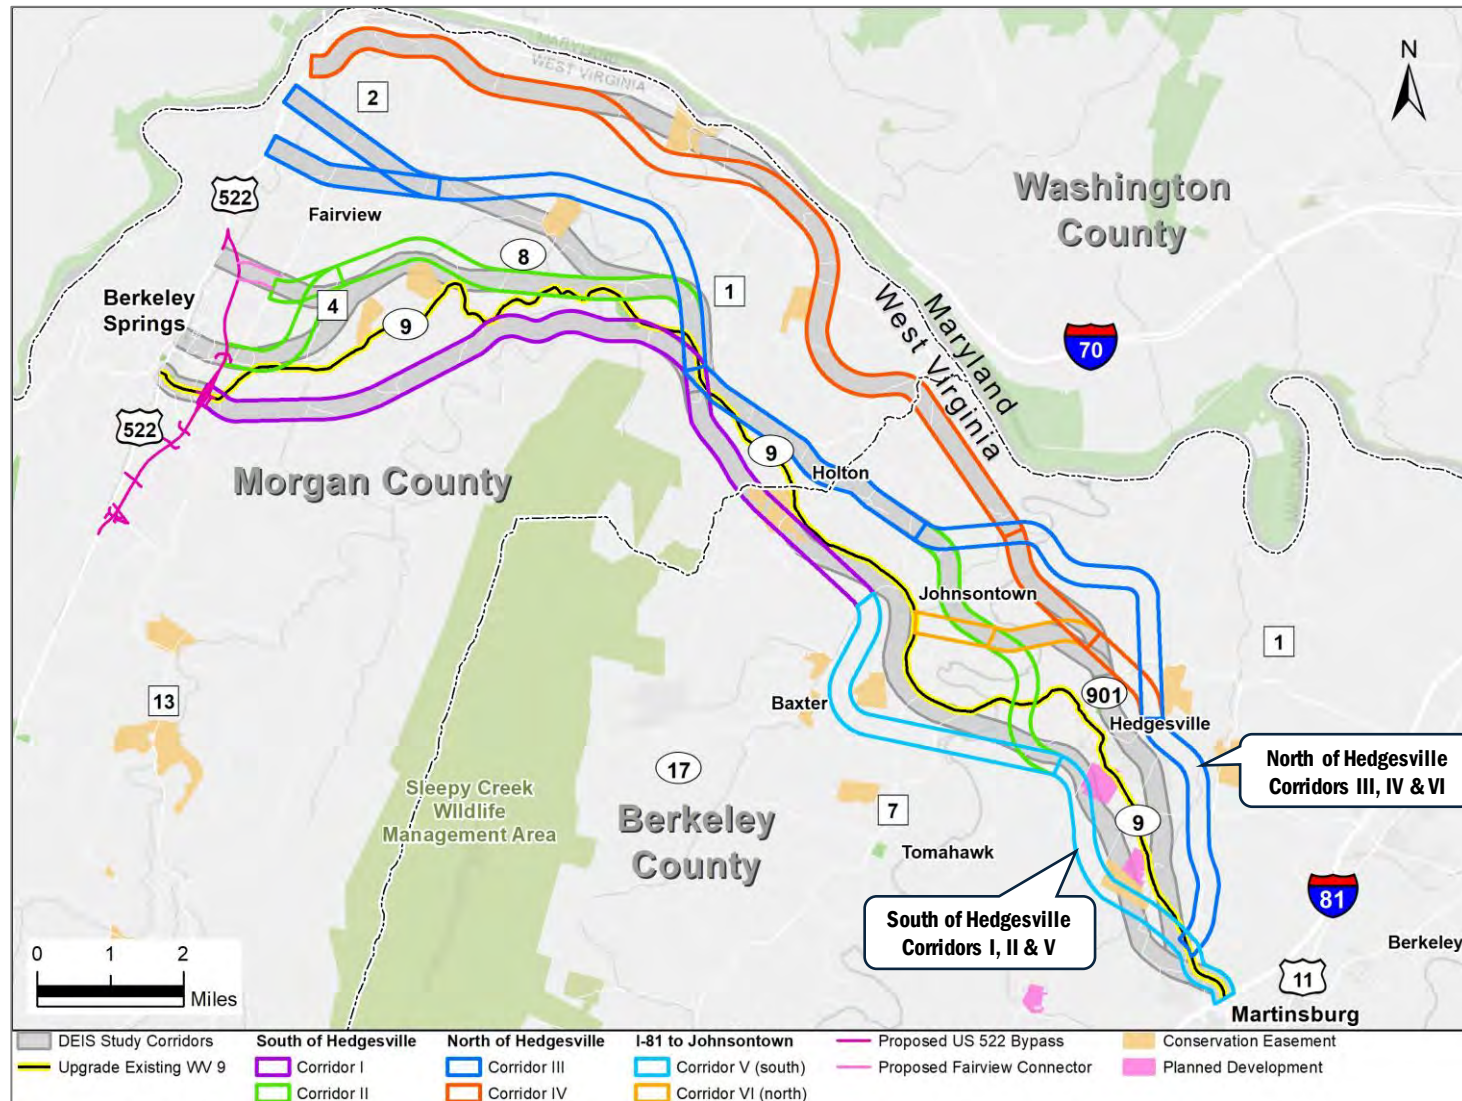 N
MARYLAND
WEST VIRGINIA
2
Washington
County
522
Fairview
8
1
Berkeley
Springs
4
9
Maryland
West Virginia
70
522
Morgan County
9
Holton
Johnsontown
1
13
Baxter
901
Hedgesville
North of Hedgesville
Corridors III, IV & VI
17
Sleepy Creek
Wildlife
Management Area
Berkeley
County
7
9
Tomahawk
South of Hedgesville
Corridors I, II & V
81
Berkeley
11
Martinsburg
0 1 2
Miles
DEIS Study Corridors
Upgrade Existing WV 9
South of Hedgesville
Corridor I
Corridor II
North of Hedgesville
Corridor III
Corridor IV
I-81 to Johnsontown
Corridor V (south)
Corridor VI (north)
Proposed US 522 Bypass
Proposed Fairview Connector
Conservation Easement
Planned Development